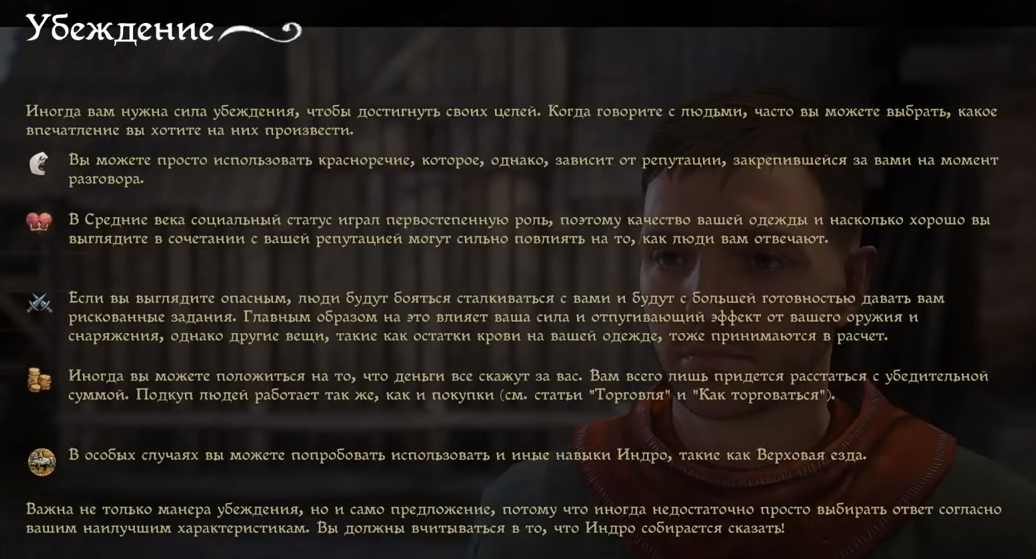 Убеждение
Иногда вам нужна сила убеждения, чтобы достигнуть своих целей. Когда говорите с людьми, часто вы можете выбрать, какое
впечатление вы хотите на них произвести.
Вы можете просто использовать красноречие, которое, однако, зависит от репутации, закрепившейся за вами на момент
разговора.
В Средние века социальный статус играл первостепенную роль, поэтому качество вашей одежды и насколько хорошо вы
выглядите в сочетании с вашей репутацией могут сильно повлиять на то, как люди вам отвечают.
Если вы выглядите опасным, люди будут бояться сталкиваться с вами и будут с большей готовностью давать вам
рискованные задания. Главным образом на это влияет ваша сила и отпугивающий эффект от вашего оружия и
снаряжения, однако другие вещи, такие как остатки крови на вашей одежде, тоже принимаются в расчет.
Иногда вы можете положиться на то, что деньги все скажут за вас. Вам всего лишь придется расстаться с убедительной
суммой. Подкуп людей работает так же, как и покупки (см. статьи "Торговля" и "Как торговаться").
В особых случаях вы можете попробовать использовать и иные навыки Индро, такие как Верховая езда.
Важна не только манера убеждения, но и само предложение, потому что иногда недостаточно просто выбирать ответ согласно
вашим наилучшим характеристикам. Вы должны вчитываться в то, что Индро собирается сказать!